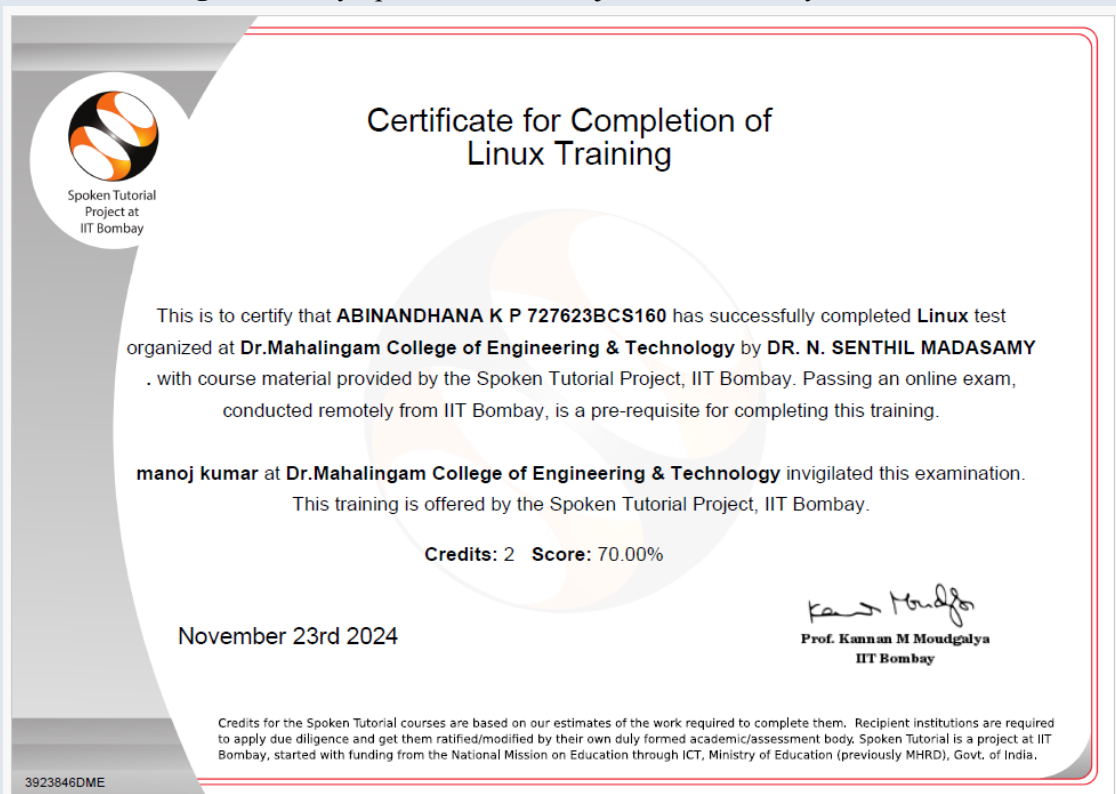 Certificate for Completion of
Linux Training
Spoken Tutorial
Project at
IIT Bombay
This is to certify that ABINANDHANA K P 727623BCS160 has successfully completed Linux test
organized at Dr.Mahalingam College of Engineering & Technology by DR. N. SENTHIL MADASAMY
. with course material provided by the Spoken Tutorial Project, IIT Bombay. Passing an online exam,
conducted remotely from IIT Bombay, is a pre-requisite for completing this training.
manoj kumar at Dr.Mahalingam College of Engineering & Technology invigilated this examination.
This training is offered by the Spoken Tutorial Project, IIT Bombay.
Credits: 2 Score: 70.00%
November 23rd 2024
Prof. Kannan M Moudgalya
IIT Bombay
Credits for the Spoken Tutorial courses are based on our estimates of the work required to complete them. Recipient institutions are required
to apply due diligence and get them ratified/modified by their own duly formed academic/assessment body. Spoken Tutorial is a project at IIT
Bombay, started with funding from the National Mission on Education through ICT, Ministry of Education (previously MHRD), Govt. of India.
3923846DME